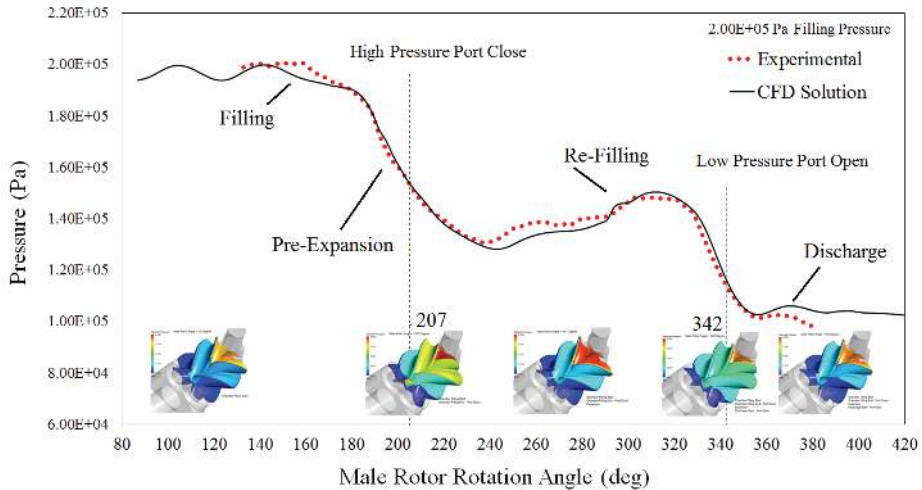 2.20E+05
2.00E+05
1.80E+05
1.60E+05
1.40E+05
1.20E+05
1.00E+05
8.00E+04
6.00E+04
Pressure (Pa)
2.00E+05 Pa Filling Pressure
Experimental
CFD Solution
High Pressure Port Close
Filling
Pre-Expansion
Re-Filling
Low Pressure Port Open
Discharge
207
342
80 100 120 140 160 180 200 220 240 260 280 300 320 340 360 380 400 420
Male Rotor Rotation Angle (deg)